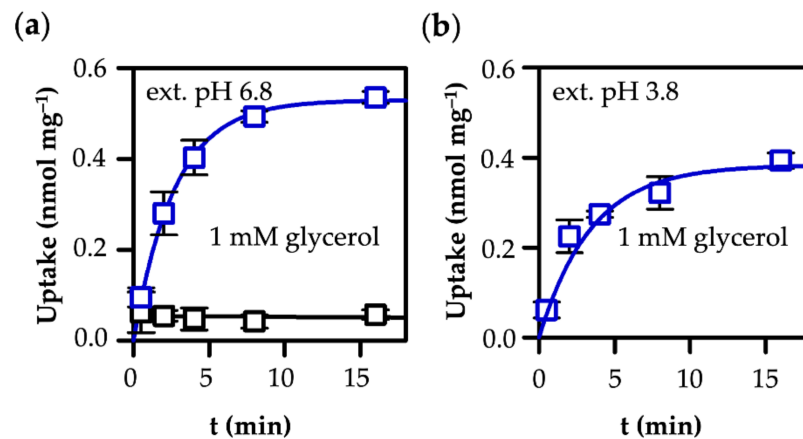 (a)
0.6
ext. pH 6.8
0.4
0.2
1 mM glycerol
0.0
0
5
10
15
Uptake (nmol mg⁻¹)
t (min)
(b)
0.6
ext. pH 3.8
0.4
0.2
1 mM glycerol
0.0
0
5
10
15
Uptake (nmol mg⁻¹)
t (min)